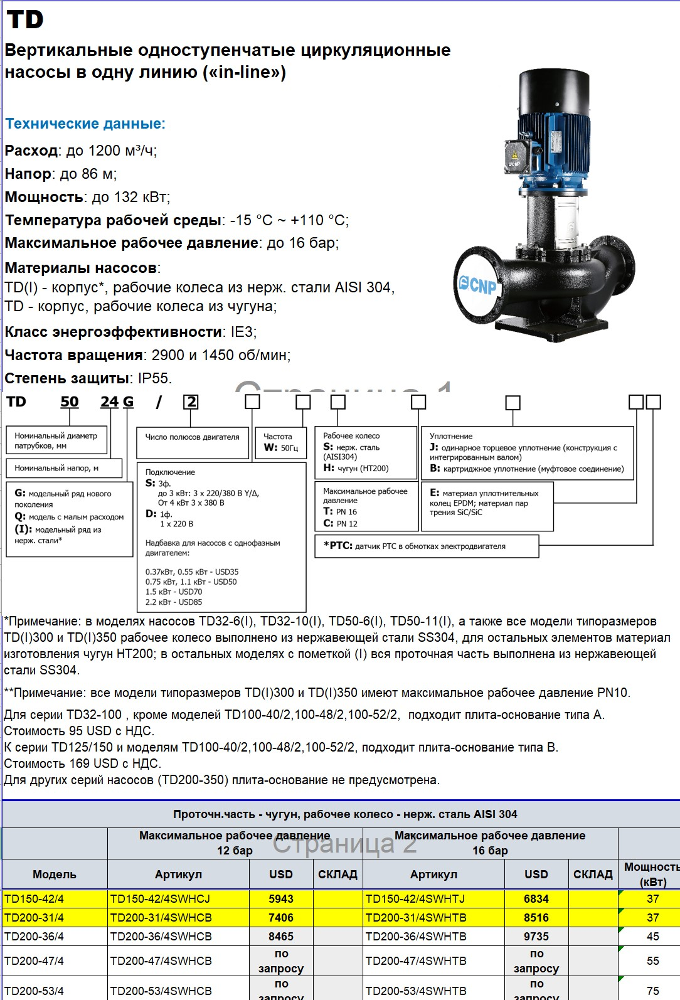 TD
Вертикальные одноступенчатые циркуляционные
насосы в одну линию («in-line»)
Технические данные:
Расход: до 1200 м³/ч;
Напор: до 86 м;
Мощность: до 132 кВт;
Температура рабочей среды: -15 °C ~ +110 °C;
Максимальное рабочее давление: до 16 бар;
Материалы насосов:
TD(I) - корпус*, рабочие колеса из нерж. стали AISI 304,
TD - корпус, рабочие колеса из чугуна;
Класс энергоэффективности: IE3;
Частота вращения: 2900 и 1450 об/мин;
Степень защиты: IP55.
CNP
CNP
Страница 1
TD 50 24 G / 2
Номинальный диаметр
патрубков, мм
Номинальный напор, м
G: модельный ряд нового
поколения
Q: модель с малым расходом
(I): модельный ряд из
нерж. стали*
Число полюсов двигателя
Подключение
S: 3ф.
до 3 кВт: 3 x 220/380 В Y/Δ,
От 4 кВт 3 x 380 В
D: 1ф.
1 x 220 В
Надбавка для насосов с однофазным
двигателем:
0.37кВт, 0.55 кВт - USD35
0.75 кВт, 1.1 кВт - USD50
1.5 кВт - USD70
2.2 кВт - USD85
Частота
W: 50Гц
Рабочее колесо
S: нерж. сталь
(AISI304)
H: чугун (HT200)
Максимальное рабочее
давление
T: PN 16
C: PN 12
*PTC: датчик PTC в обмотках электродвигателя
Уплотнение
J: одинарное торцевое уплотнение (конструкция с
интегрированным валом)
B: картриджное уплотнение (муфтовое соединение)
E: материал уплотнительных
колец EPDM; материал пар
трения SiC/SiC
*Примечание: в моделях насосов TD32-6(I), TD32-10(I), TD50-6(I), TD50-11(I), а также все модели типоразмеров
TD(I)300 и TD(I)350 рабочее колесо выполнено из нержавеющей стали SS304, для остальных элементов материал
изготовления чугун HT200; в остальных моделях с пометкой (I) вся проточная часть выполнена из нержавеющей
стали SS304.
**Примечание: все модели типоразмеров TD(I)300 и TD(I)350 имеют максимальное рабочее давление PN10.
Для серии TD32-100 , кроме моделей TD100-40/2,100-48/2,100-52/2, подходит плита-основание типа A.
Стоимость 95 USD с НДС.
К серии TD125/150 и моделям TD100-40/2,100-48/2,100-52/2, подходит плита-основание типа B.
Стоимость 169 USD с НДС.
Для других серий насосов (TD200-350) плита-основание не предусмотрена.
Проточн.часть - чугун, рабочее колесо - нерж. сталь AISI 304
Максимальное рабочее давление
12 бар
Максимальное рабочее давление
16 бар
Страница 2
Модель Артикул USD СКЛАД Артикул USD СКЛАД Мощность
(кВт)
TD150-42/4 TD150-42/4SWHCJ 5943 TD150-42/4SWHTJ 6834 37
TD200-31/4 TD200-31/4SWHCB 7406 TD200-31/4SWHTB 8516 37
TD200-36/4 TD200-36/4SWHCB 8465 TD200-36/4SWHTB 9735 45
TD200-47/4 TD200-47/4SWHCB по запросу TD200-47/4SWHTB по запросу 55
TD200-53/4 TD200-53/4SWHCB по запросу TD200-53/4SWHTB по запросу 75